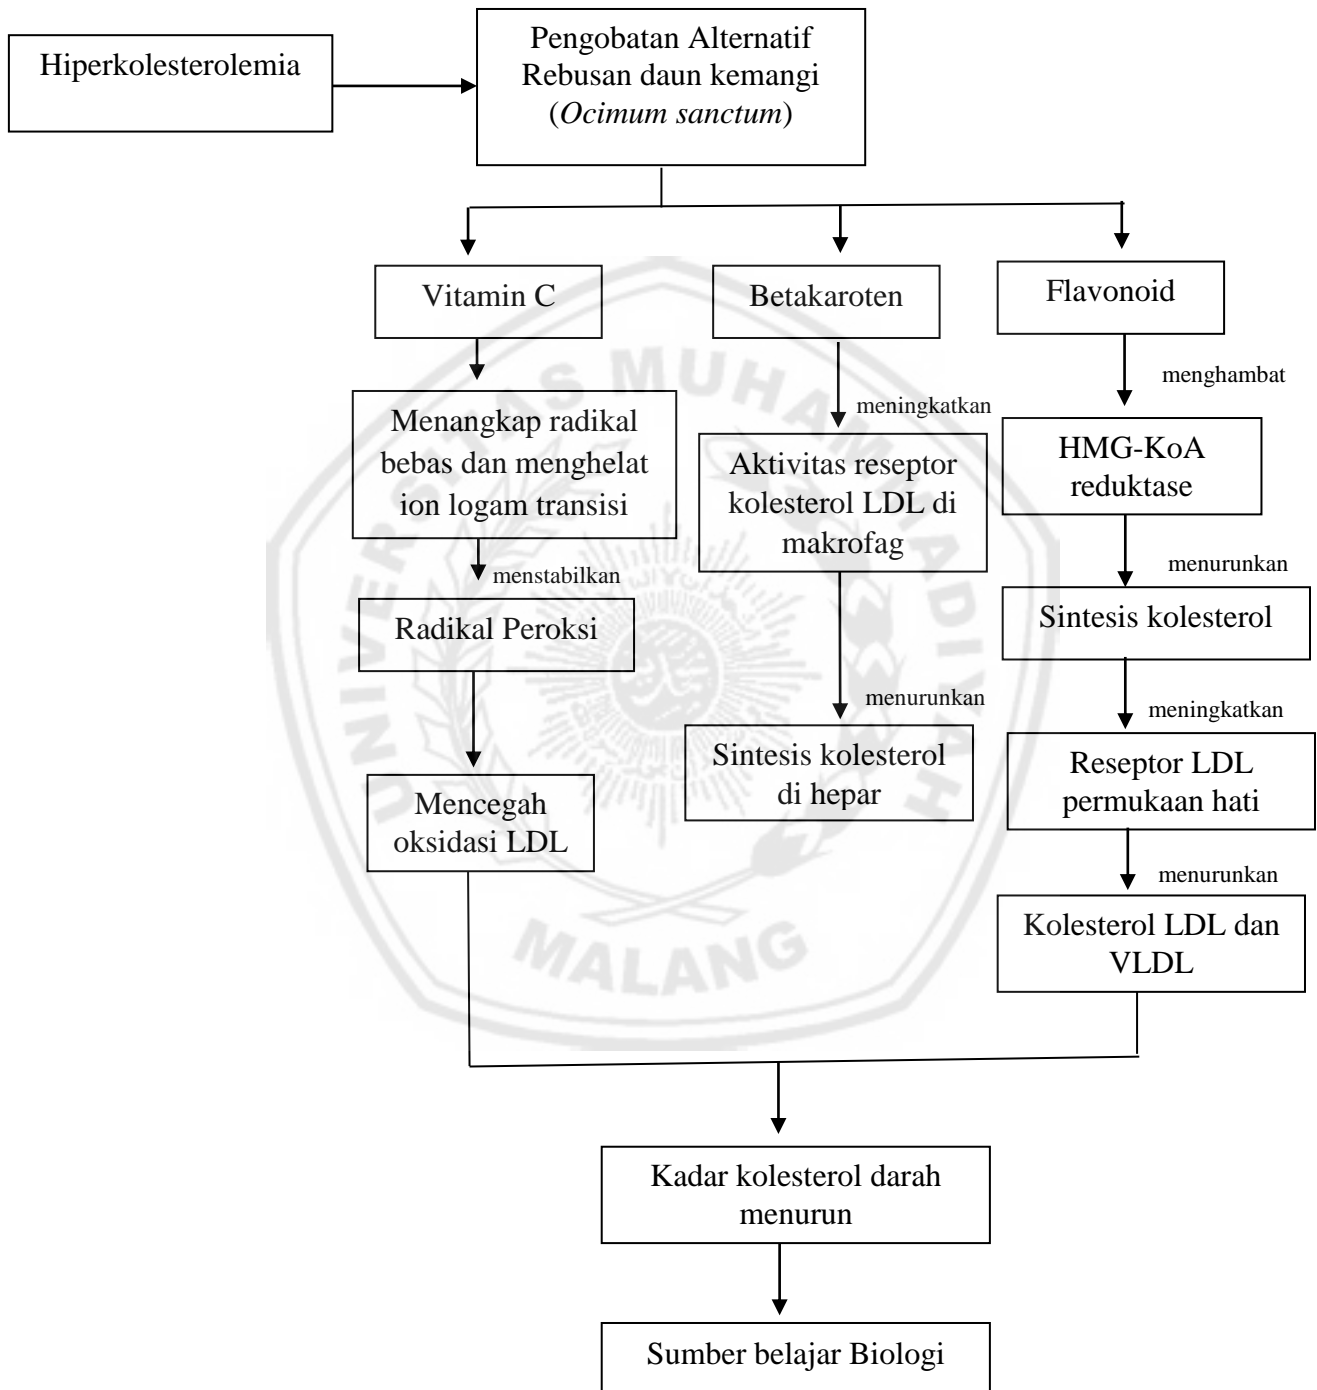 Hiperkolesterolemia
Pengobatan Alternatif
Rebusan daun kemangi
(Ocimum sanctum)
Vitamin C
Betakaroten
Flavonoid
menghambat
meningkatkan
Menangkap radikal
bebas dan menghelat
ion logam transisi
Aktivitas reseptor
kolesterol LDL di
makrofag
HMG-KoA
reduktase
menstabilkan
menurunkan
Radikal Peroksi
Sintesis kolesterol
menurunkan
meningkatkan
Sintesis kolesterol
di hepar
Reseptor LDL
permukaan hati
Mencegah
oksidasi LDL
menurunkan
Kolesterol LDL dan
VLDL
Kadar kolesterol darah
menurun
Sumber belajar Biologi
UNIVERSITAS MUHAMMADIYAH
MALANG